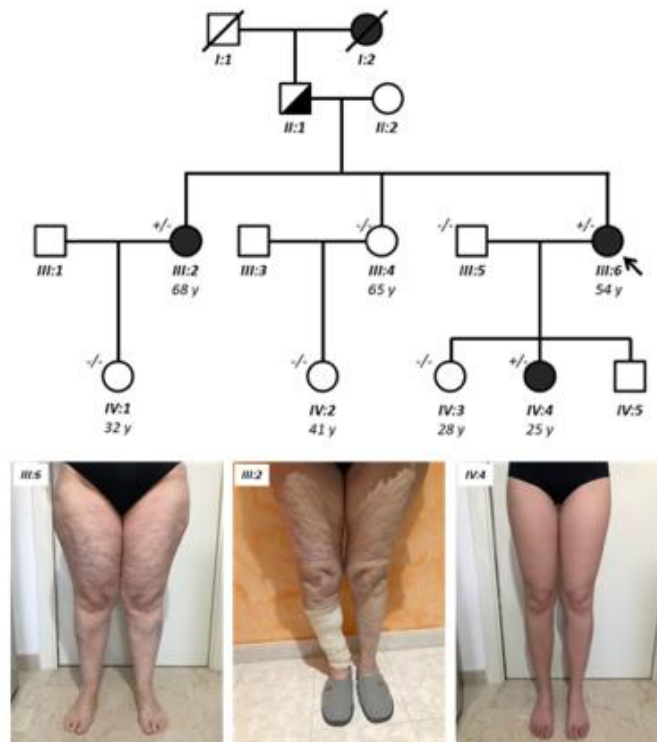 I:1 I:2
II:1 II:2
+/- -/- -/- +/-
III:1 III:2 III:3 III:4 III:5 III:6
68 y 65 y 54 y
-/- -/- -/- +/-
IV:1 IV:2 IV:3 IV:4 IV:5
32 y 41 y 28 y 25 y
III:6 III:2 IV:4